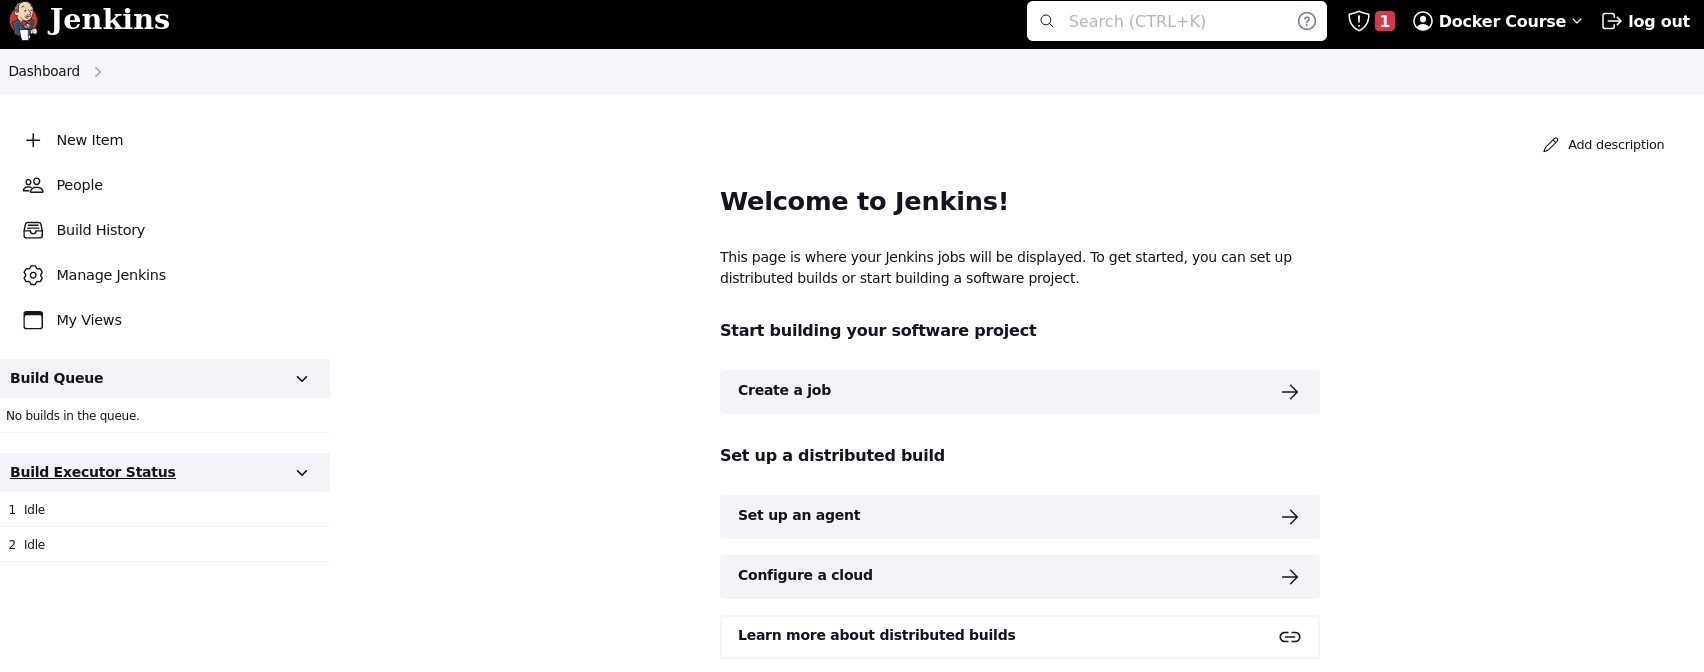 Jenkins
Search (CTRL+K)
1
Docker Course
log out
Dashboard
New Item
People
Build History
Manage Jenkins
My Views
Build Queue
No builds in the queue.
Build Executor Status
1 Idle
2 Idle
Add description
Welcome to Jenkins!
This page is where your Jenkins jobs will be displayed. To get started, you can set up
distributed builds or start building a software project.
Start building your software project
Create a job
Set up a distributed build
Set up an agent
Configure a cloud
Learn more about distributed builds